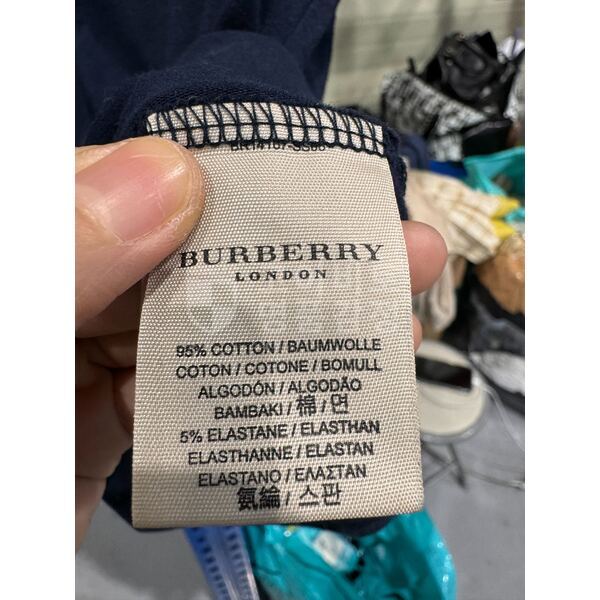 BURBERRY
LONDON
95% COTTON / BAUMWOLLE
COTON / COTONE / BOMULL
ALGODÓN / ALGODÃO
BAMBAKI / 棉 / 면
5% ELASTANE / ELASTHAN
ELASTHANNE / ELASTAN
ELASTANO / ΕΛΑΣΤΑΝ
氨綸 / 스판